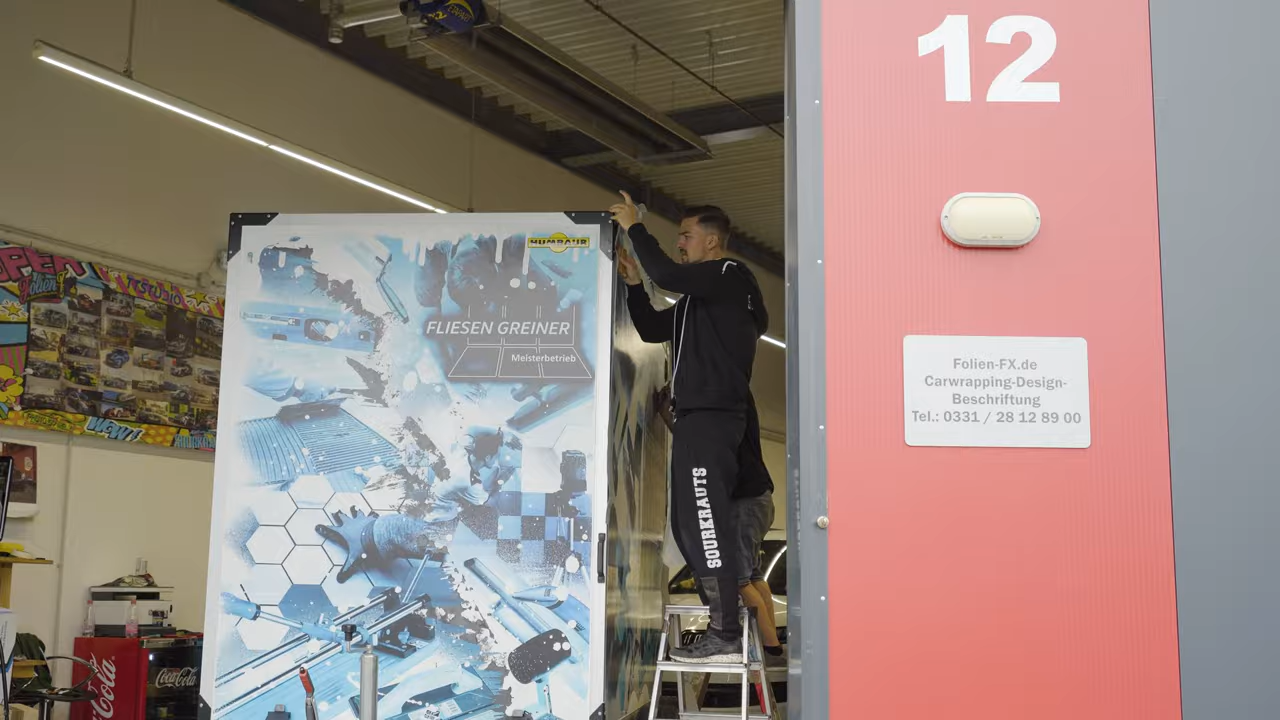 12
HUMBAUR
FLIESEN GREINER
Meisterbetrieb
Folien-FX.de
Carwrapping-Design-
Beschriftung
Tel.: 0331 / 28 12 89 00
SOURKRAUTS
WOW!
Coca-Cola
Coca-Cola